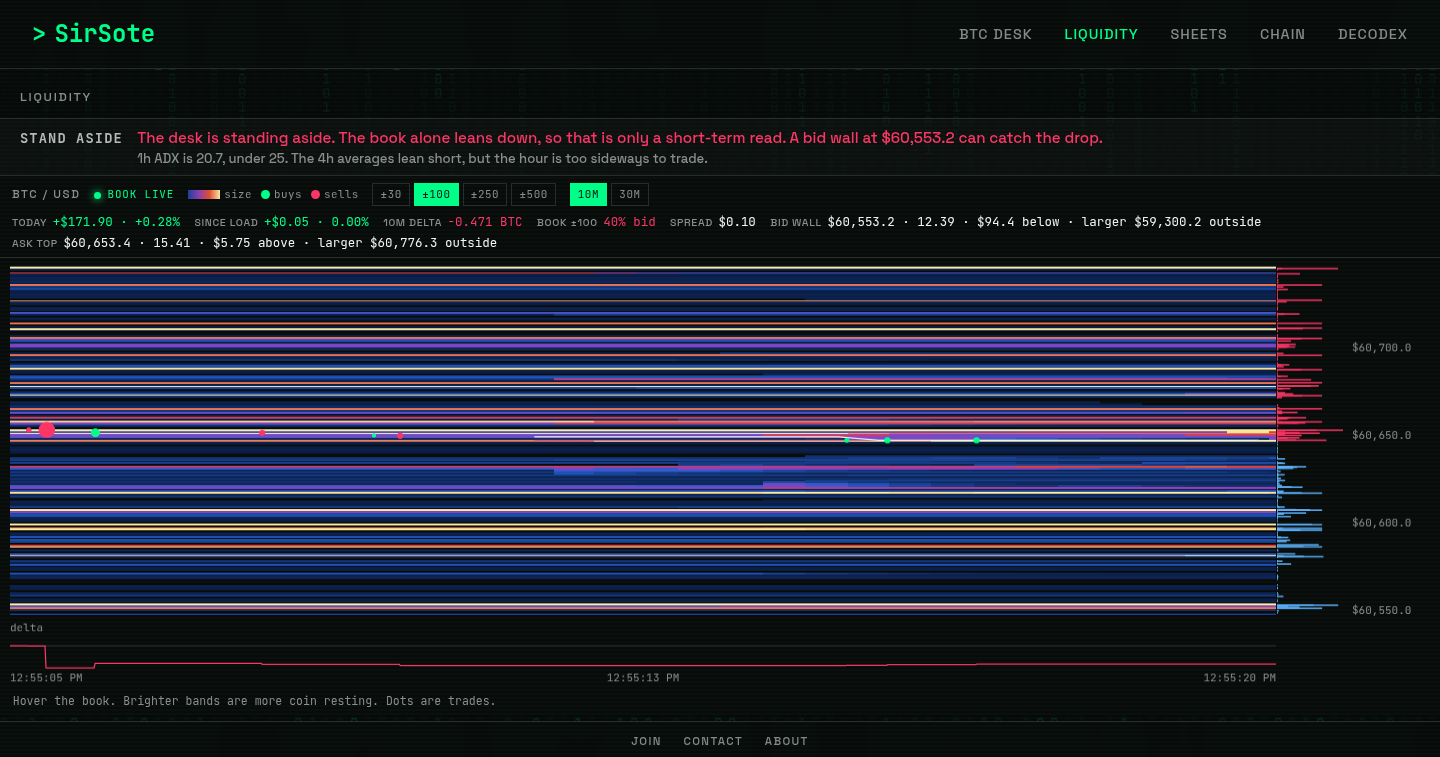 > SirSote
BTC DESK LIQUIDITY SHEETS CHAIN DECODEX
LIQUIDITY
STAND ASIDE The desk is standing aside. The book alone leans down, so that is only a short-term read. A bid wall at $60,553.2 can catch the drop.
1h ADX is 20.7, under 25. The 4h averages lean short, but the hour is too sideways to trade.
BTC / USD BOOK LIVE size buys sells ±30 ±100 ±250 ±500 10M 30M
TODAY +$171.90 · +0.28% SINCE LOAD +$0.05 · 0.00% 10M DELTA -0.471 BTC BOOK ±100 40% bid SPREAD $0.10 BID WALL $60,553.2 · 12.39 · $94.4 below · larger $59,300.2 outside
ASK TOP $60,653.4 · 15.41 · $5.75 above · larger $60,776.3 outside
$60,700.0
$60,650.0
$60,600.0
$60,550.0
delta
12:55:05 PM 12:55:13 PM 12:55:20 PM
Hover the book. Brighter bands are more coin resting. Dots are trades.
JOIN CONTACT ABOUT